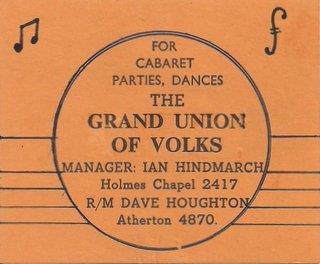 FOR
CABARET
PARTIES, DANCES
THE
GRAND UNION
OF VOLKS
MANAGER: IAN HINDMARCH
Holmes Chapel 2417
R/M DAVE HOUGHTON
Atherton 4870.